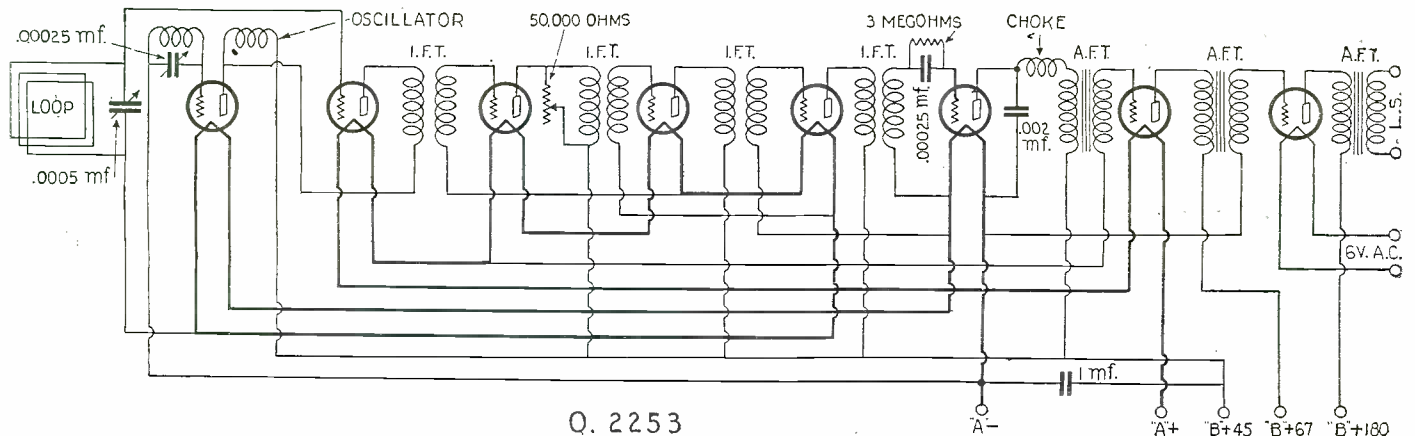 OSCILLATOR
50,000 OHMS
3 MEGOHMS
CHOKE
.00025 mf.
I.F.T.
I.F.T.
I.F.T.
I.F.T.
A.F.T.
A.F.T.
A.F.T.
LOOP
.00025 mf.
.002
mf.
L.S.
.0005 mf
6V. A.C.
1 mf.
Q. 2253
"A"-
"A"+
"B"+45
"B"+67
"B"+180